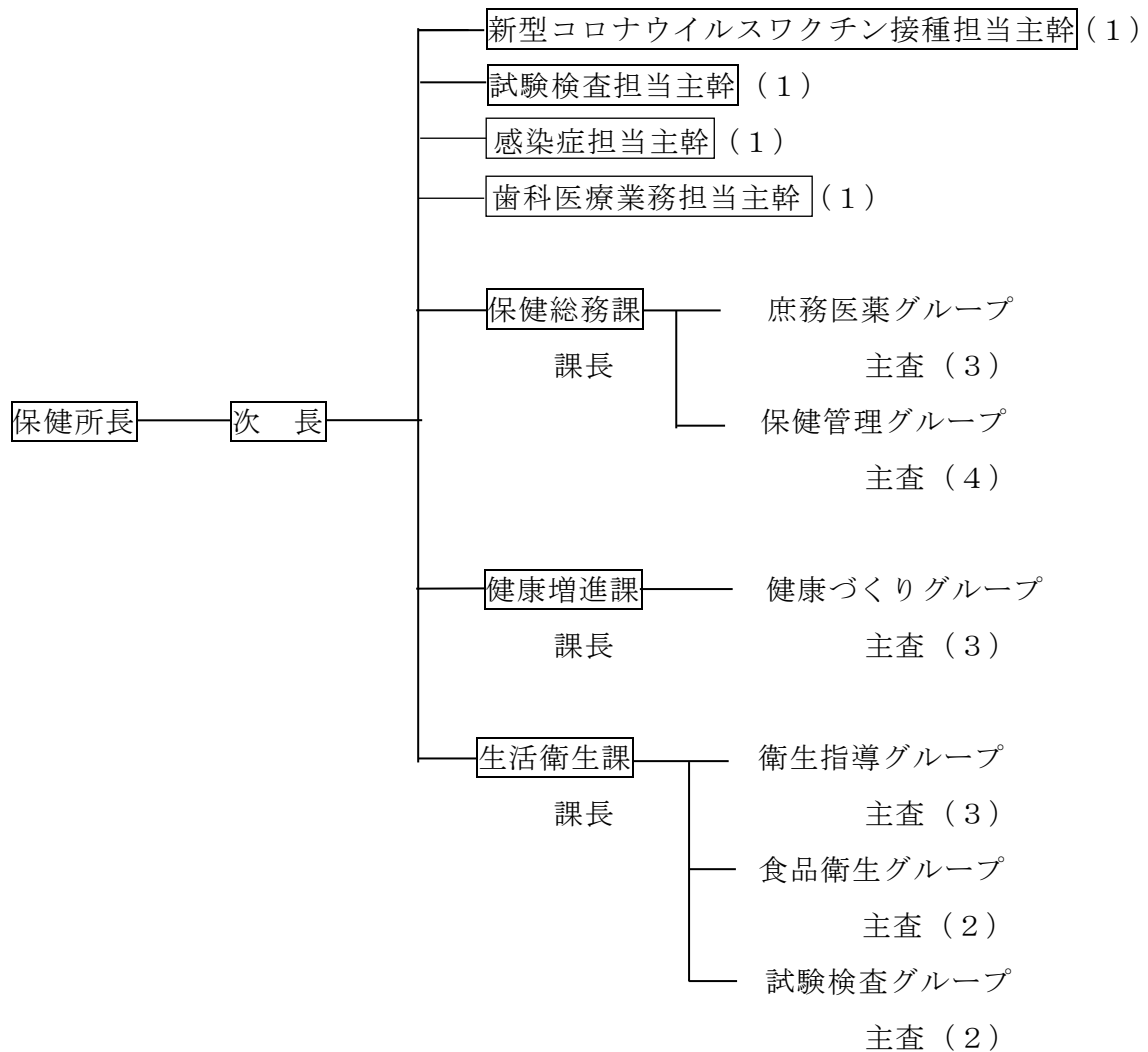 新型コロナウイルスワクチン接種担当主幹(1)
試験検査担当主幹(1)
感染症担当主幹(1)
歯科医療業務担当主幹(1)
保健総務課 庶務医薬グループ
課長 主査(3)
保健所長 次 長 保健管理グループ
主査(4)
健康増進課 健康づくりグループ
課長 主査(3)
生活衛生課 衛生指導グループ
課長 主査(3)
食品衛生グループ
主査(2)
試験検査グループ
主査(2)